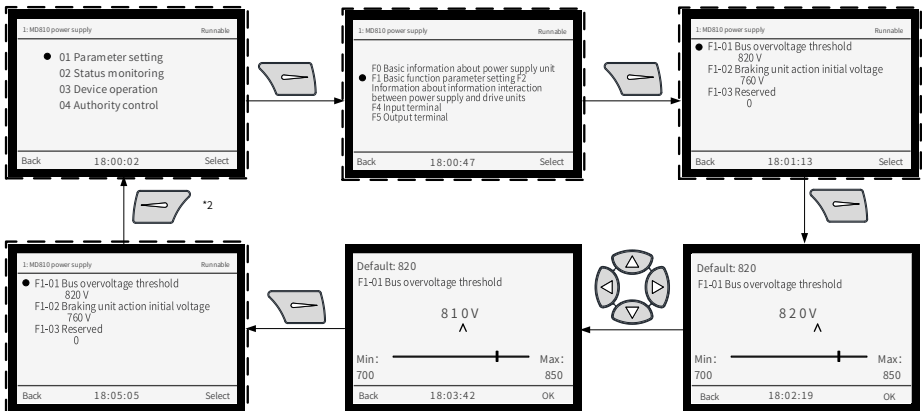 1: MD810 power supply Runnable
01 Parameter setting
02 Status monitoring
03 Device operation
04 Authority control
Back 18:00:02 Select
1: MD810 power supply Runnable
F0 Basic information about power supply unit
F1 Basic function parameter setting F2
Information about information interaction
between power supply and drive units
F4 Input terminal
F5 Output terminal
Back 18:00:47 Select
1: MD810 power supply Runnable
F1-01 Bus overvoltage threshold
820 V
F1-02 Braking unit action initial voltage
760 V
F1-03 Reserved
0
Back 18:01:13 Select
*2
1: MD810 power supply Runnable
F1-01 Bus overvoltage threshold
820 V
F1-02 Braking unit action initial voltage
760 V
F1-03 Reserved
0
Back 18:05:05 Select
Default: 820
F1-01 Bus overvoltage threshold
810V
Min: Max:
700 850
Back 18:03:42 OK
Default: 820
F1-01 Bus overvoltage threshold
820V
Min: Max:
700 850
Back 18:02:19 OK